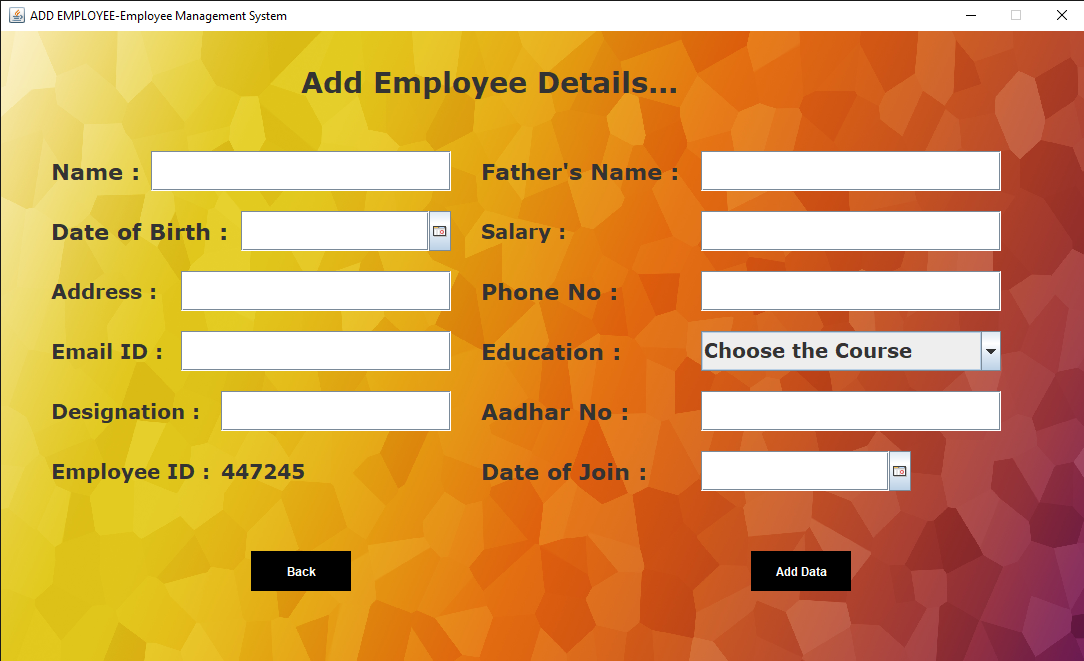 ADD EMPLOYEE-Employee Management System
Add Employee Details...
Name :
Father's Name :
Date of Birth :
Salary :
Address :
Phone No :
Email ID :
Education :
Choose the Course
Designation :
Aadhar No :
Employee ID : 447245
Date of Join :
Back
Add Data